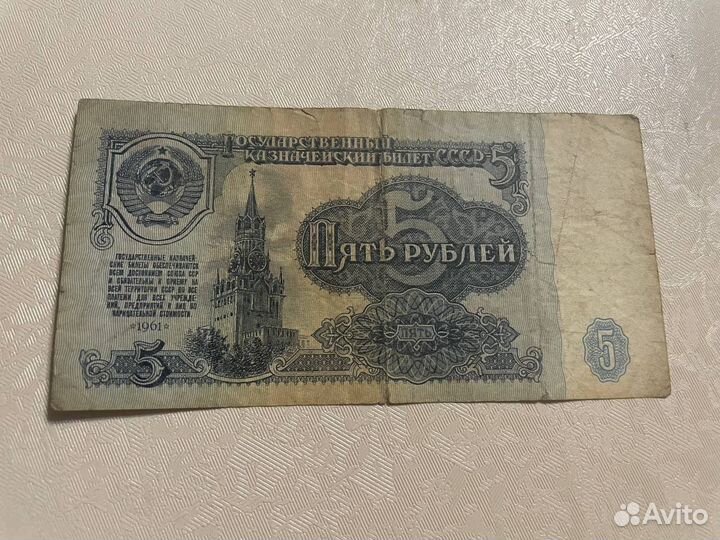 ГОСУДАРСТВЕННЫЙ
КАЗНАЧЕЙСКИЙ БИЛЕТ СССР
5
5
ПЯТЬ РУБЛЕЙ
ГОСУДАРСТВЕННЫЕ КАЗНАЧЕЙ-
СКИЕ БИЛЕТЫ ОБЕСПЕЧИВАЮТСЯ
ВСЕМ ДОСТОЯНИЕМ СОЮЗА ССР
И ОБЯЗАТЕЛЬНЫ К ПРИЕМУ НА
ВСЕЙ ТЕРРИТОРИИ СССР ВО ВСЕ
ПЛАТЕЖИ ДЛЯ ВСЕХ УЧРЕЖДЕ-
НИЙ, ПРЕДПРИЯТИЙ И ЛИЦ ПО
НАРИЦАТЕЛЬНОЙ СТОИМОСТИ.
1961
ПЯТЬ
5
5
Avito